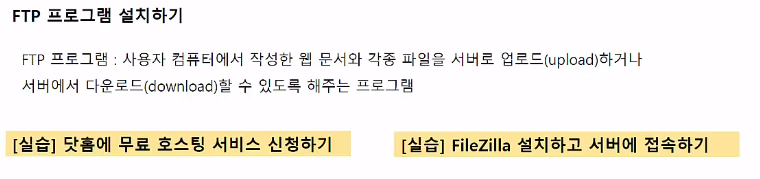 FTP 프로그램 설치하기
FTP 프로그램 : 사용자 컴퓨터에서 작성한 웹 문서와 각종 파일을 서버로 업로드(upload)하거나
서버에서 다운로드(download)할 수 있도록 해주는 프로그램
[실습] 닷홈에 무료 호스팅 서비스 신청하기
[실습] FileZilla 설치하고 서버에 접속하기